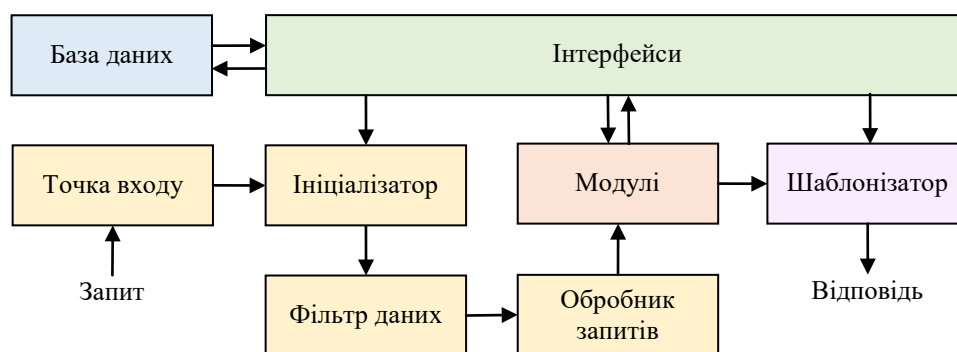 База даних
Інтерфейси
Точка входу
Ініціалізатор
Модулі
Шаблонізатор
Запит
Фільтр даних
Обробник
запитів
Відповідь